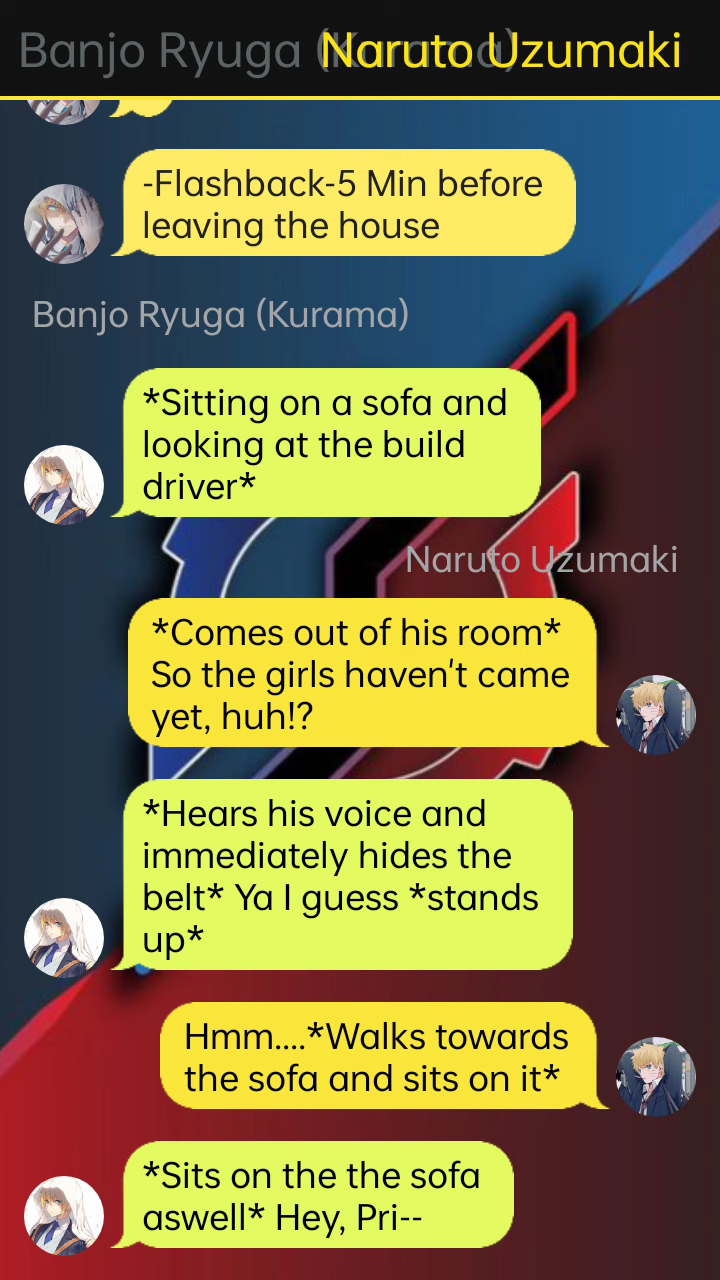 Banjo Ryuga (Kurama)
Naruto Uzumaki
-Flashback-5 Min before
leaving the house
Banjo Ryuga (Kurama)
*Sitting on a sofa and
looking at the build
driver*
Naruto Uzumaki
*Comes out of his room*
So the girls haven't came
yet, huh!?
*Hears his voice and
immediately hides the
belt* Ya I guess *stands
up*
Hmm....*Walks towards
the sofa and sits on it*
*Sits on the the sofa
aswell* Hey, Pri--